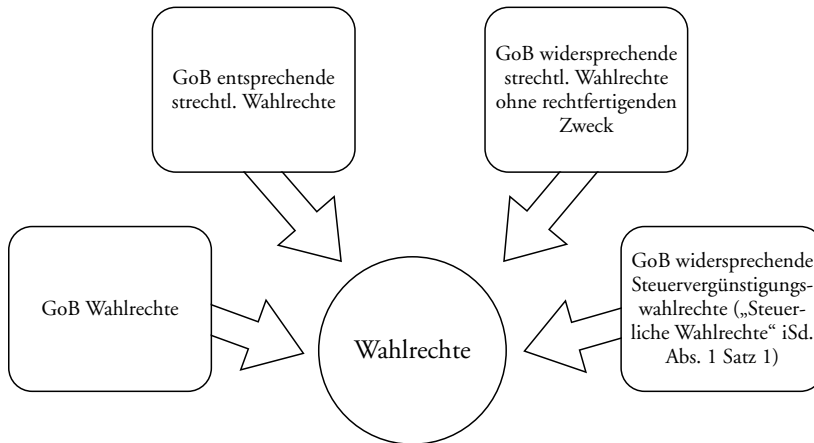 GoB entsprechende
strechtl. Wahlrechte
GoB widersprechende
strechtl. Wahlrechte
ohne rechtfertigenden
Zweck
GoB Wahlrechte
Wahlrechte
GoB widersprechende
Steuervergünstigungs-
wahlrechte („Steuer-
liche Wahlrechte“ iSd.
Abs. 1 Satz 1)